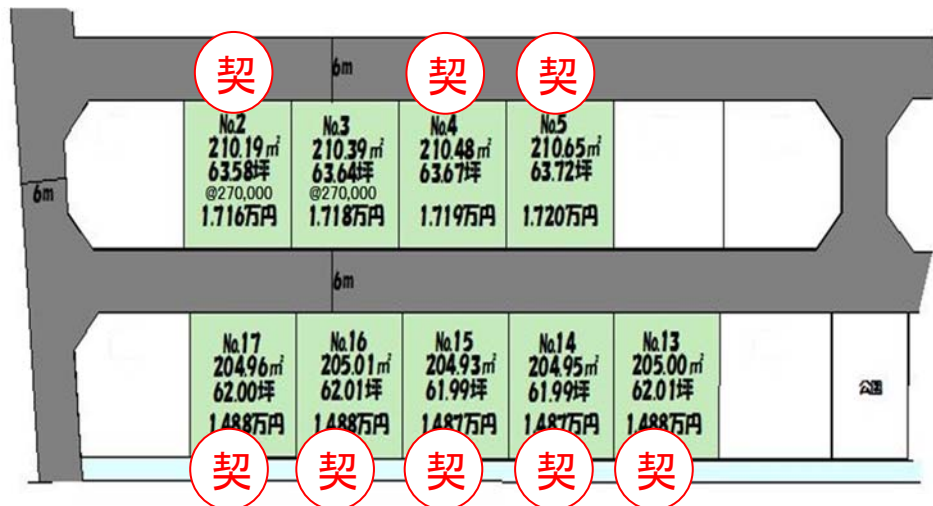 契
契
契
6m
No.2
210.19㎡
63.58坪
@270,000
1.716万円
No.3
210.39㎡
63.64坪
@270,000
1.718万円
No.4
210.48㎡
63.67坪
1.719万円
No.5
210.65㎡
63.72坪
1.720万円
6m
6m
No.17
204.96㎡
62.00坪
1.488万円
No.16
205.01㎡
62.01坪
1.488万円
No.15
204.93㎡
61.99坪
1.487万円
No.14
204.95㎡
61.99坪
1.487万円
No.13
205.00㎡
62.01坪
1.488万円
公園
契
契
契
契
契